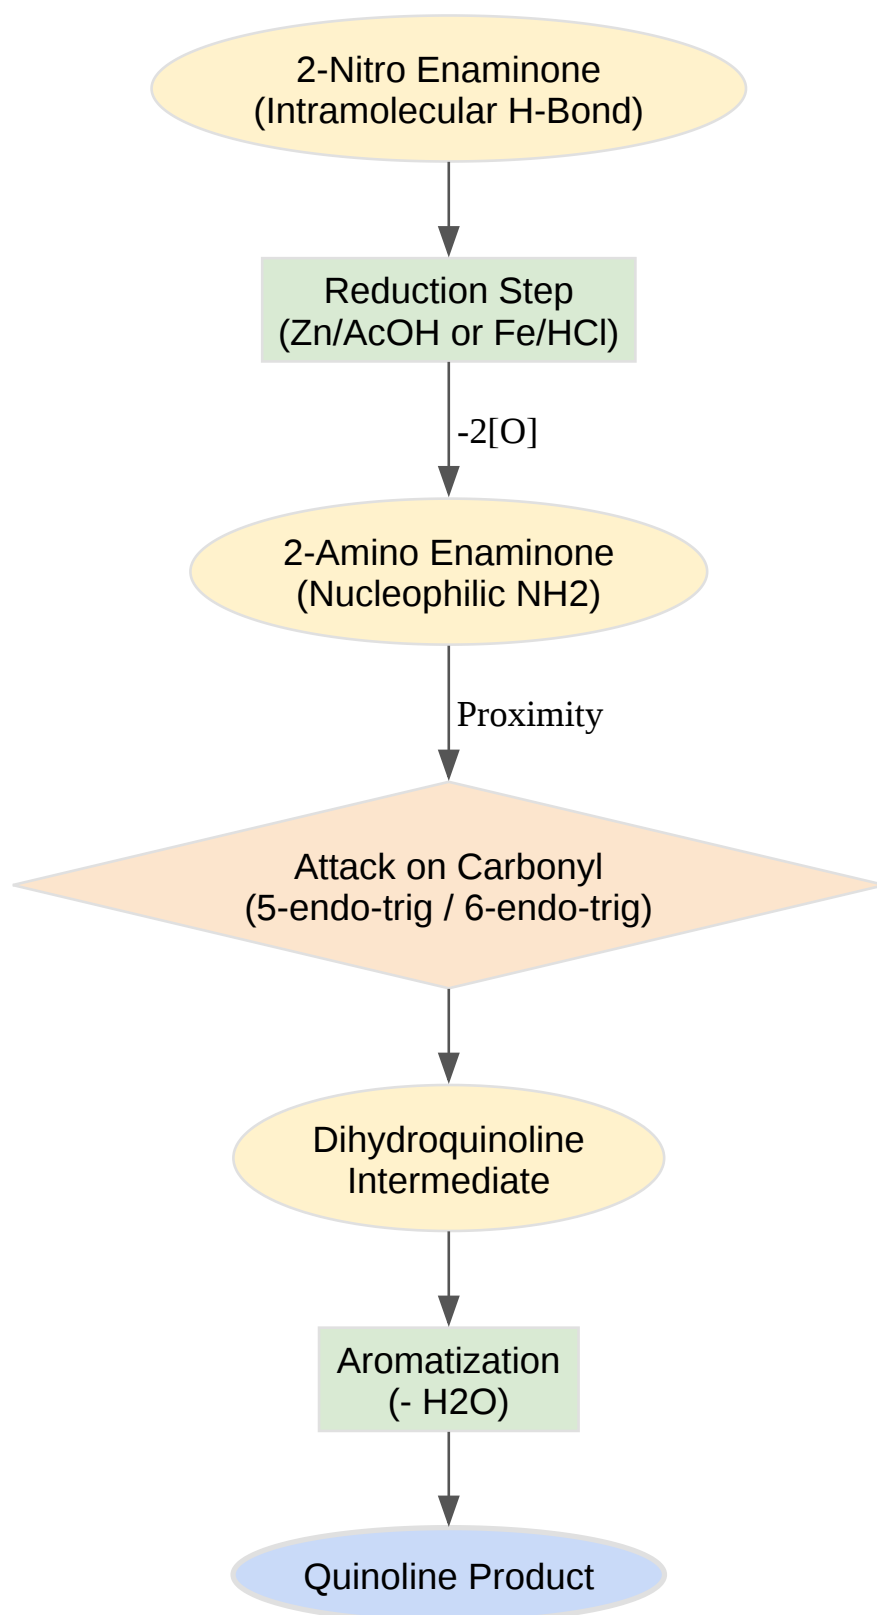 2-Nitro Enaminone
(Intramolecular H-Bond)
Reduction Step
(Zn/AcOH or Fe/HCl)
-2[O]
2-Amino Enaminone
(Nucleophilic NH2)
Proximity
Attack on Carbonyl
(5-endo-trig / 6-endo-trig)
Dihydroquinoline
Intermediate
Aromatization
(- H2O)
Quinoline Product